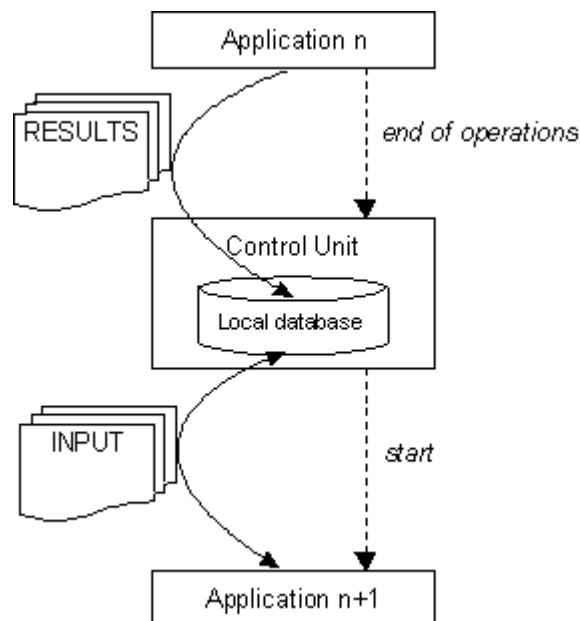 Application n
RESULTS
end of operations
Control Unit
Local database
INPUT
start
Application n+1